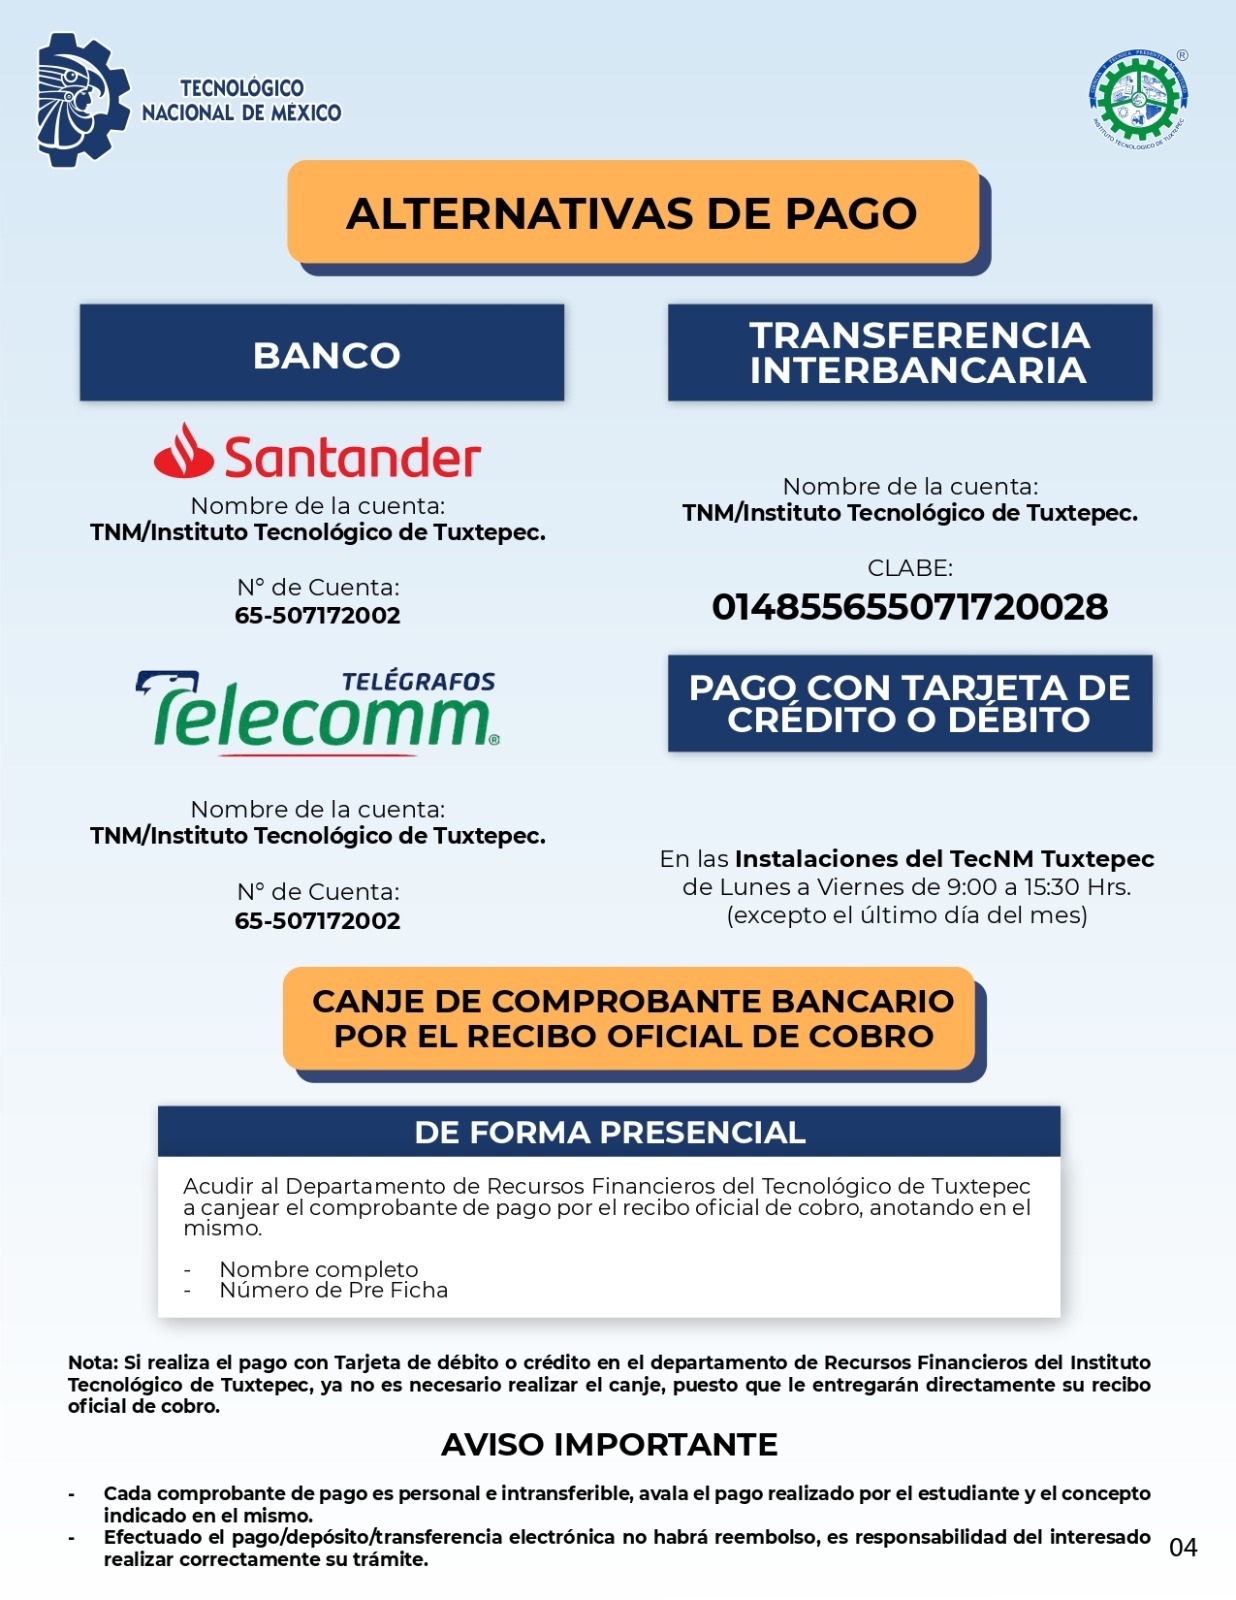 TECNOLÓGICO
NACIONAL DE MÉXICO
INSTITUTO TECNOLOGICO DE TUXTEPEC
®
ALTERNATIVAS DE PAGO
BANCO
Santander
Nombre de la cuenta:
TNM/Instituto Tecnológico de Tuxtepec.
N° de Cuenta:
65-507172002
TELÉGRAFOS
Telecomm®
Nombre de la cuenta:
TNM/Instituto Tecnológico de Tuxtepec.
N° de Cuenta:
65-507172002
TRANSFERENCIA
INTERBANCARIA
Nombre de la cuenta:
TNM/Instituto Tecnológico de Tuxtepec.
CLABE:
014855655071720028
PAGO CON TARJETA DE
CRÉDITO O DÉBITO
En las Instalaciones del TecNM Tuxtepec
de Lunes a Viernes de 9:00 a 15:30 Hrs.
(excepto el último día del mes)
CANJE DE COMPROBANTE BANCARIO
POR EL RECIBO OFICIAL DE COBRO
DE FORMA PRESENCIAL
Acudir al Departamento de Recursos Financieros del Tecnológico de Tuxtepec
a canjear el comprobante de pago por el recibo oficial de cobro, anotando en el
mismo.
- Nombre completo
- Número de Pre Ficha
Nota: Si realiza el pago con Tarjeta de débito o crédito en el departamento de Recursos Financieros del Instituto
Tecnológico de Tuxtepec, ya no es necesario realizar el canje, puesto que le entregarán directamente su recibo
oficial de cobro.
AVISO IMPORTANTE
- Cada comprobante de pago es personal e intransferible, avala el pago realizado por el estudiante y el concepto
indicado en el mismo.
- Efectuado el pago/depósito/transferencia electrónica no habrá reembolso, es responsabilidad del interesado
realizar correctamente su trámite.
04